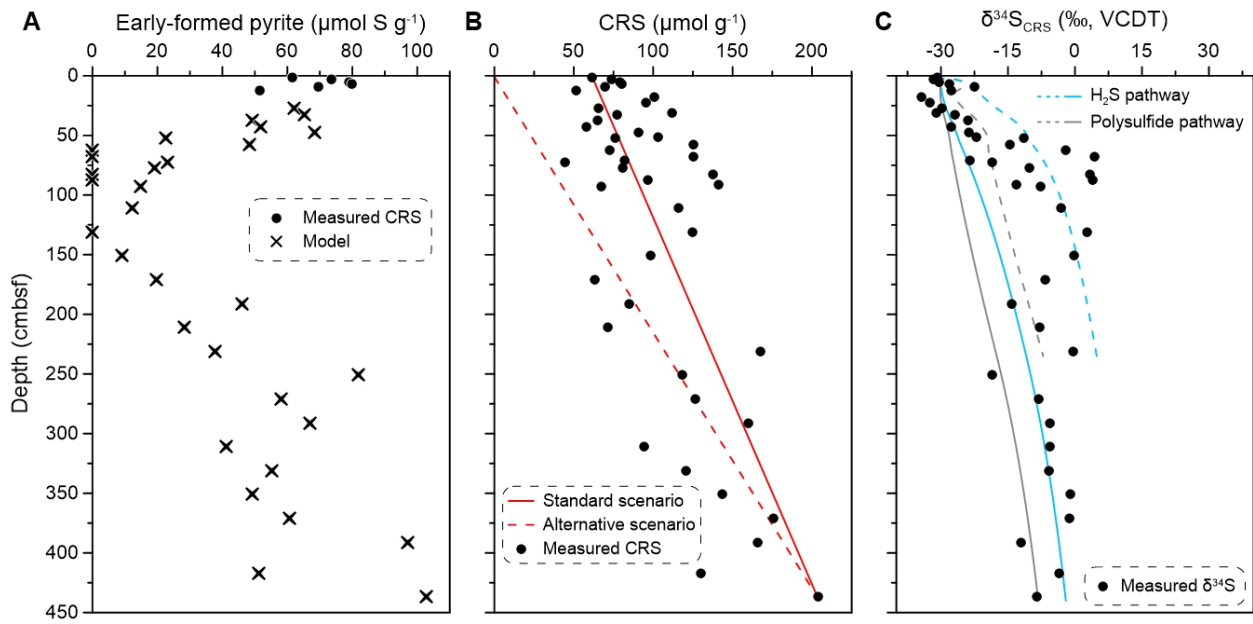 A Early-formed pyrite (μmol S g⁻¹)
0 20 40 60 80 100
0
50
100
150
200
250
300
350
400
450
Depth (cmbsf)
Measured CRS
Model
B CRS (μmol g⁻¹)
0 50 100 150 200
Standard scenario
Alternative scenario
Measured CRS
C δ³⁴S_CRS (‰, VCDT)
-30 -15 0 15 30
H₂S pathway
Polysulfide pathway
Measured δ³⁴S